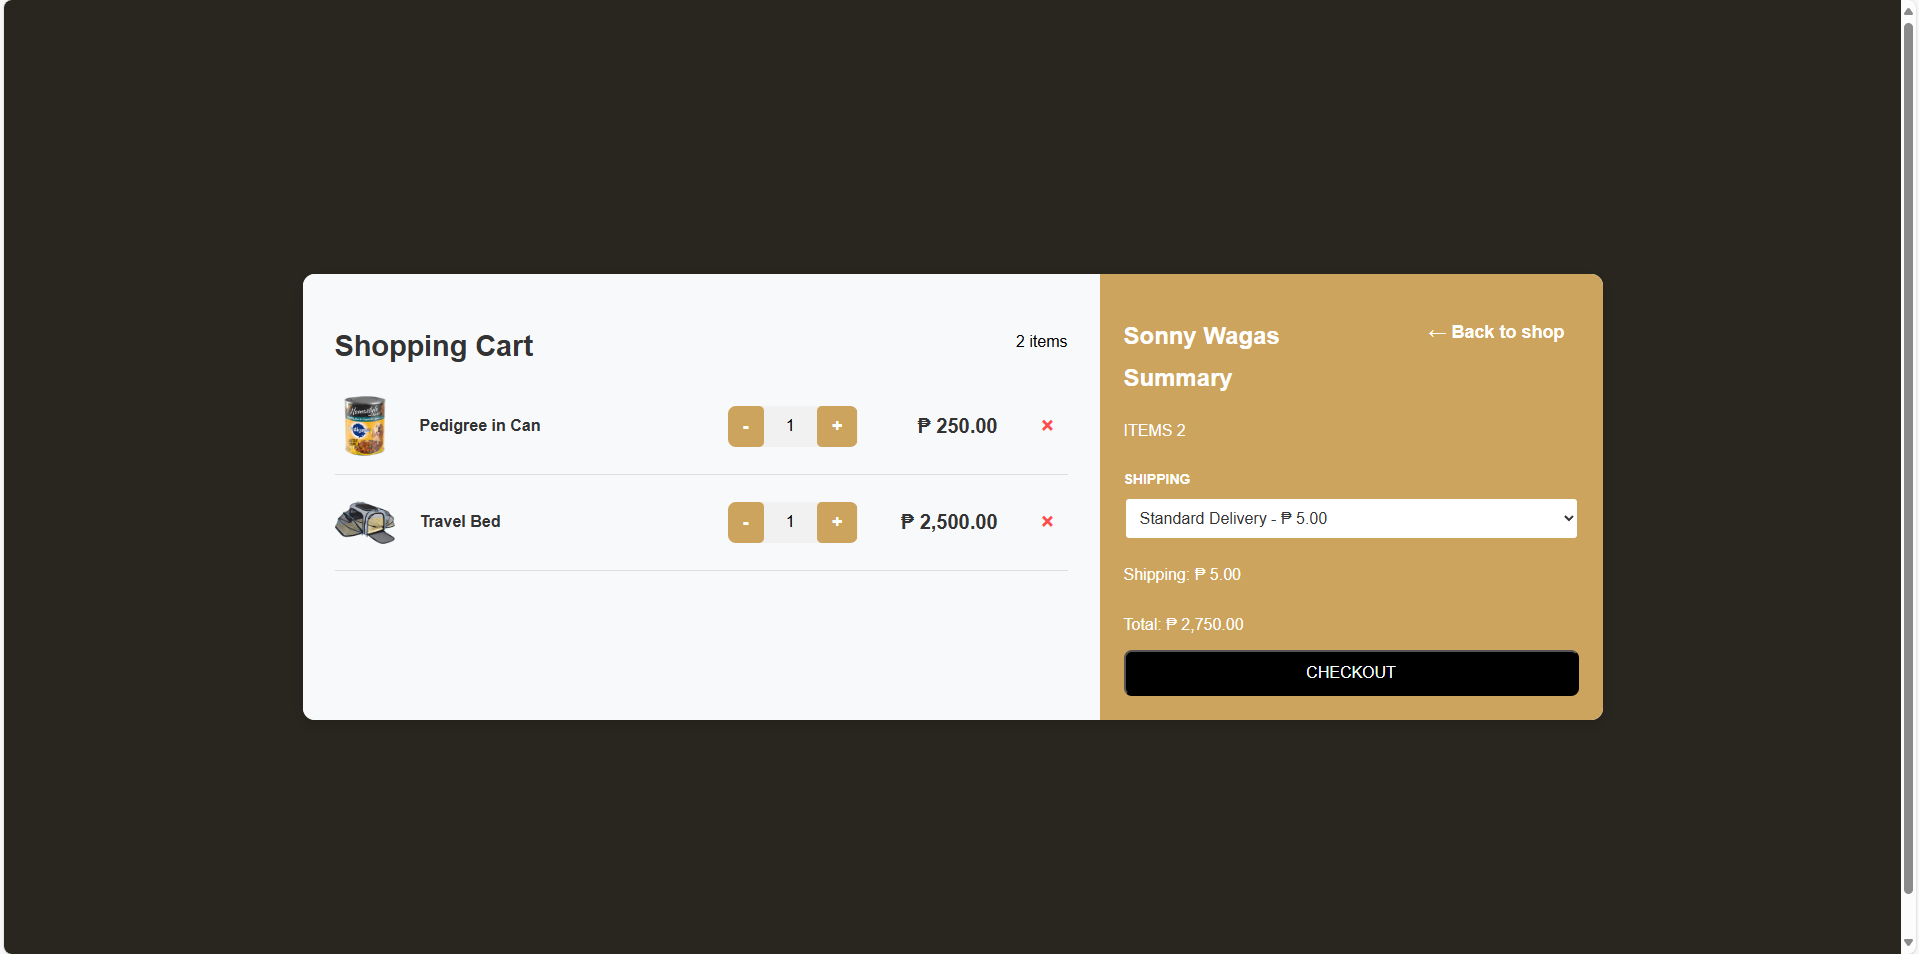 Shopping Cart
2 items
Pedigree in Can
- 1 +
₱ 250.00
×
Travel Bed
- 1 +
₱ 2,500.00
×
Sonny Wagas
← Back to shop
Summary
ITEMS 2
SHIPPING
Standard Delivery - ₱ 5.00
Shipping: ₱ 5.00
Total: ₱ 2,750.00
CHECKOUT